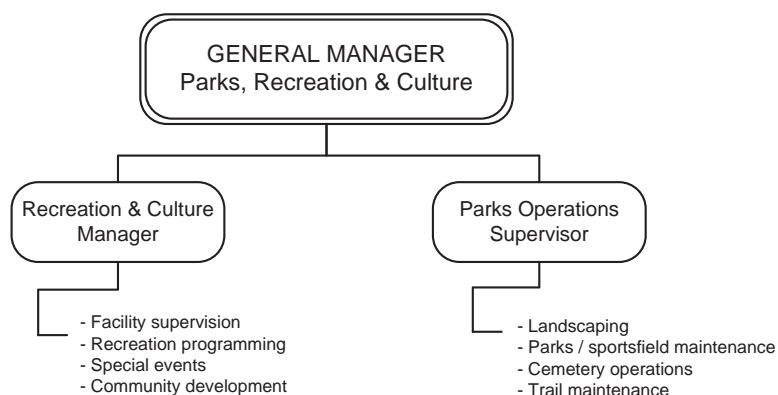 GENERAL MANAGER
Parks, Recreation & Culture
Recreation & Culture
Manager
Parks Operations
Supervisor
- Facility supervision
- Recreation programming
- Special events
- Community development
- Landscaping
- Parks / sportsfield maintenance
- Cemetery operations
- Trail maintenance